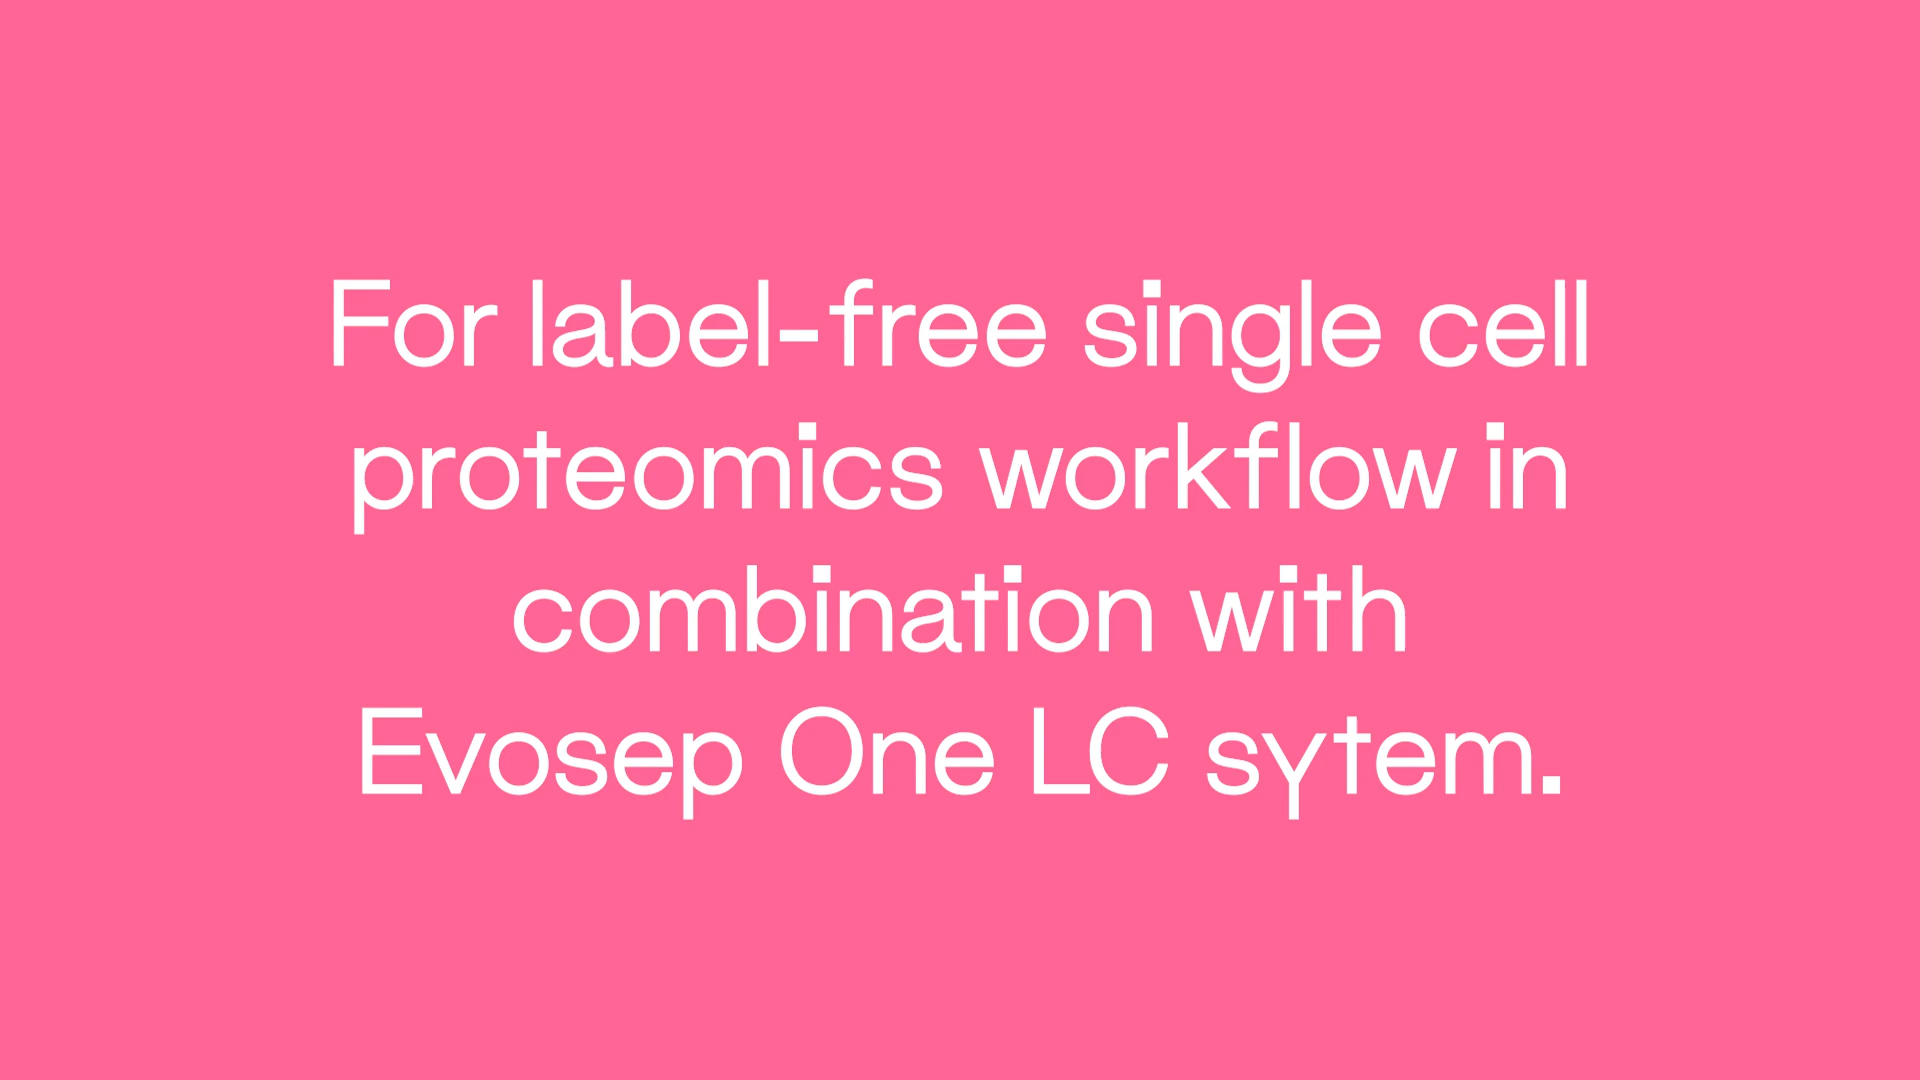 For label-free single cell
proteomics workflow in
combination with
Evosep One LC sytem.